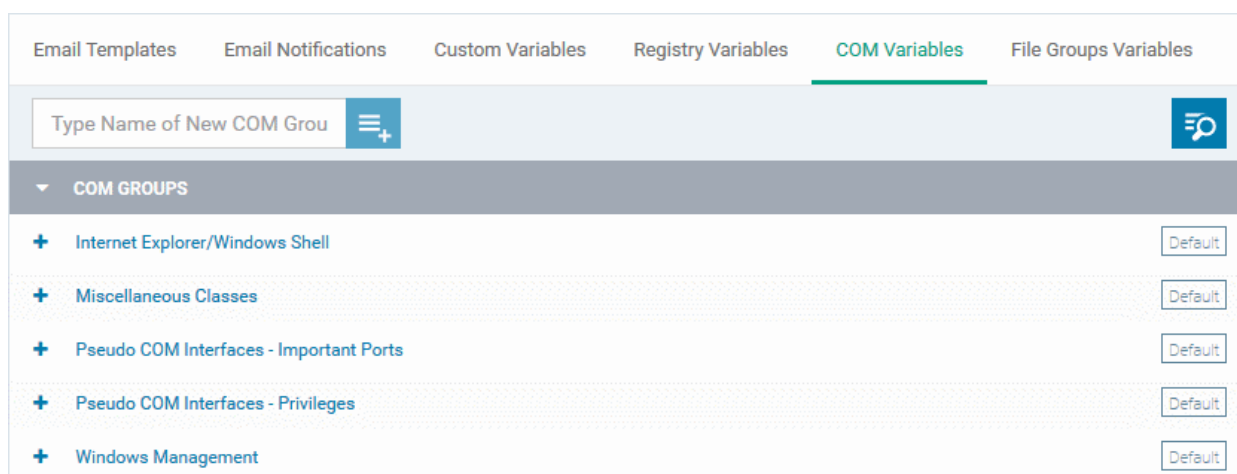 Email Templates Email Notifications Custom Variables Registry Variables COM Variables File Groups Variables
Type Name of New COM Grou
COM GROUPS
Internet Explorer/Windows Shell Default
Miscellaneous Classes Default
Pseudo COM Interfaces - Important Ports Default
Pseudo COM Interfaces - Privileges Default
Windows Management Default